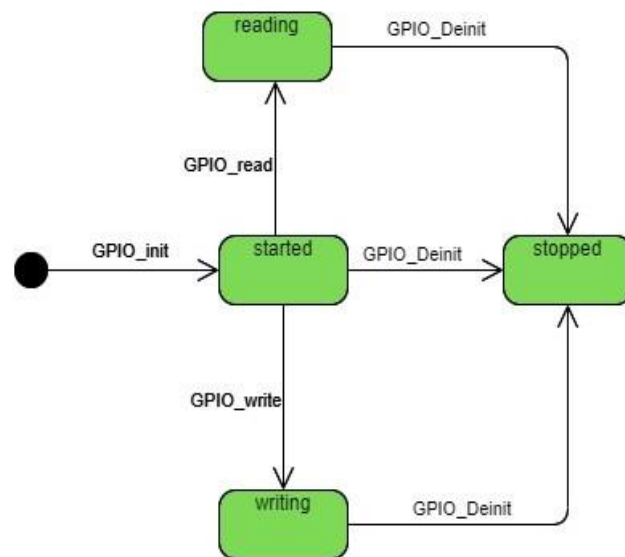 reading
GPIO_Deinit
GPIO_read
GPIO_init
started
GPIO_Deinit
stopped
GPIO_write
writing
GPIO_Deinit